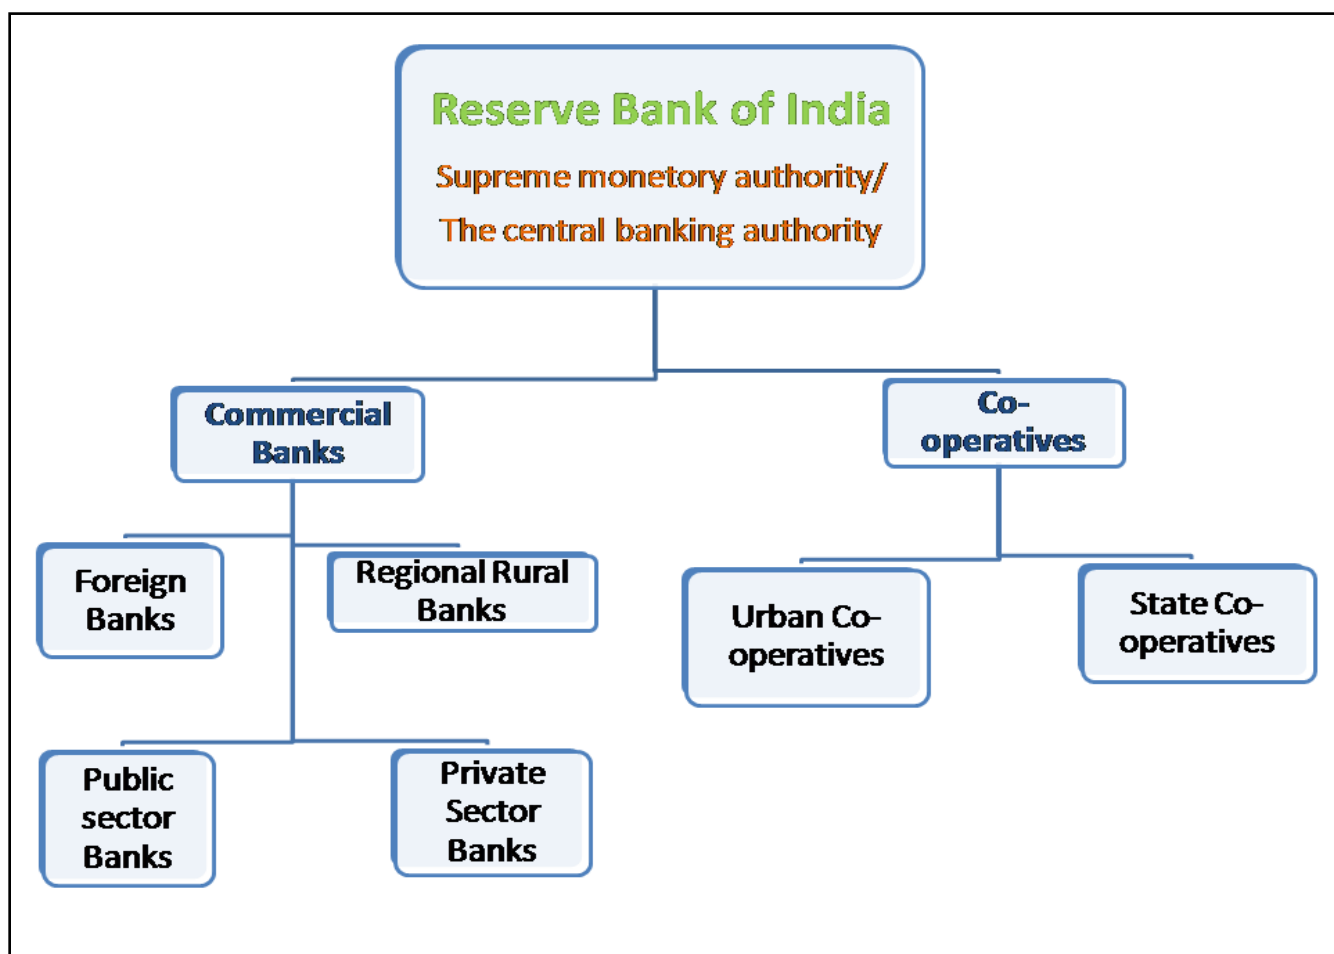 Reserve Bank of India
Supreme monetory authority/
The central banking authority
Commercial
Banks
Co-
operatives
Foreign
Banks
Regional Rural
Banks
Urban Co-
operatives
State Co-
operatives
Public
sector
Banks
Private
Sector
Banks